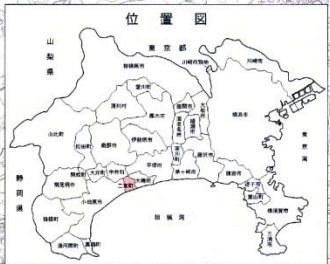 位置図
山梨県
東京都
川崎市飛地
川崎市
相模原市
愛川町
津久井町
厚木市
座間市
大和市
綾瀬市
海老名市
横浜市
山北町
松田町
秦野市
伊勢原市
寒川町
藤沢市
東京湾
開成町
大井町
中井町
平塚市
茅ヶ崎市
鎌倉市
逗子市
葉山町
横須賀市
三浦市
静岡県
南足柄市
小田原市
二宮町
大磯町
箱根町
湯河原町
真鶴町
相模湾